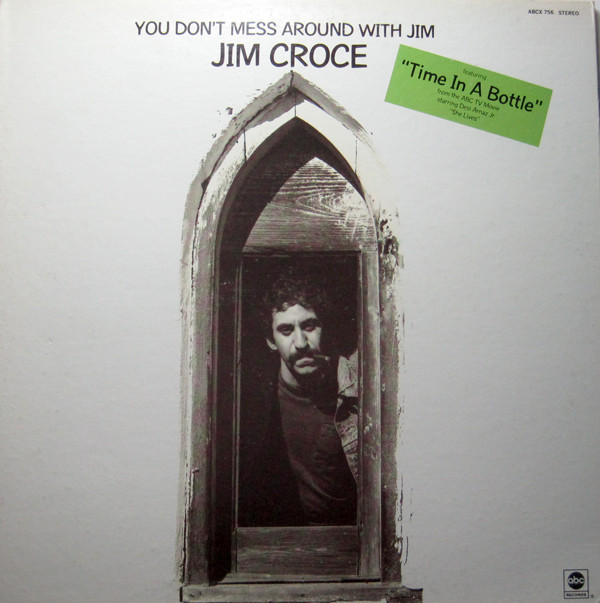 ABCX 756 STEREO
YOU DON'T MESS AROUND WITH JIM
JIM CROCE
featuring
"Time In A Bottle"
from the ABC TV Movie
starring Desi Arnaz Jr
"She Lives"
abc
RECORDS
®